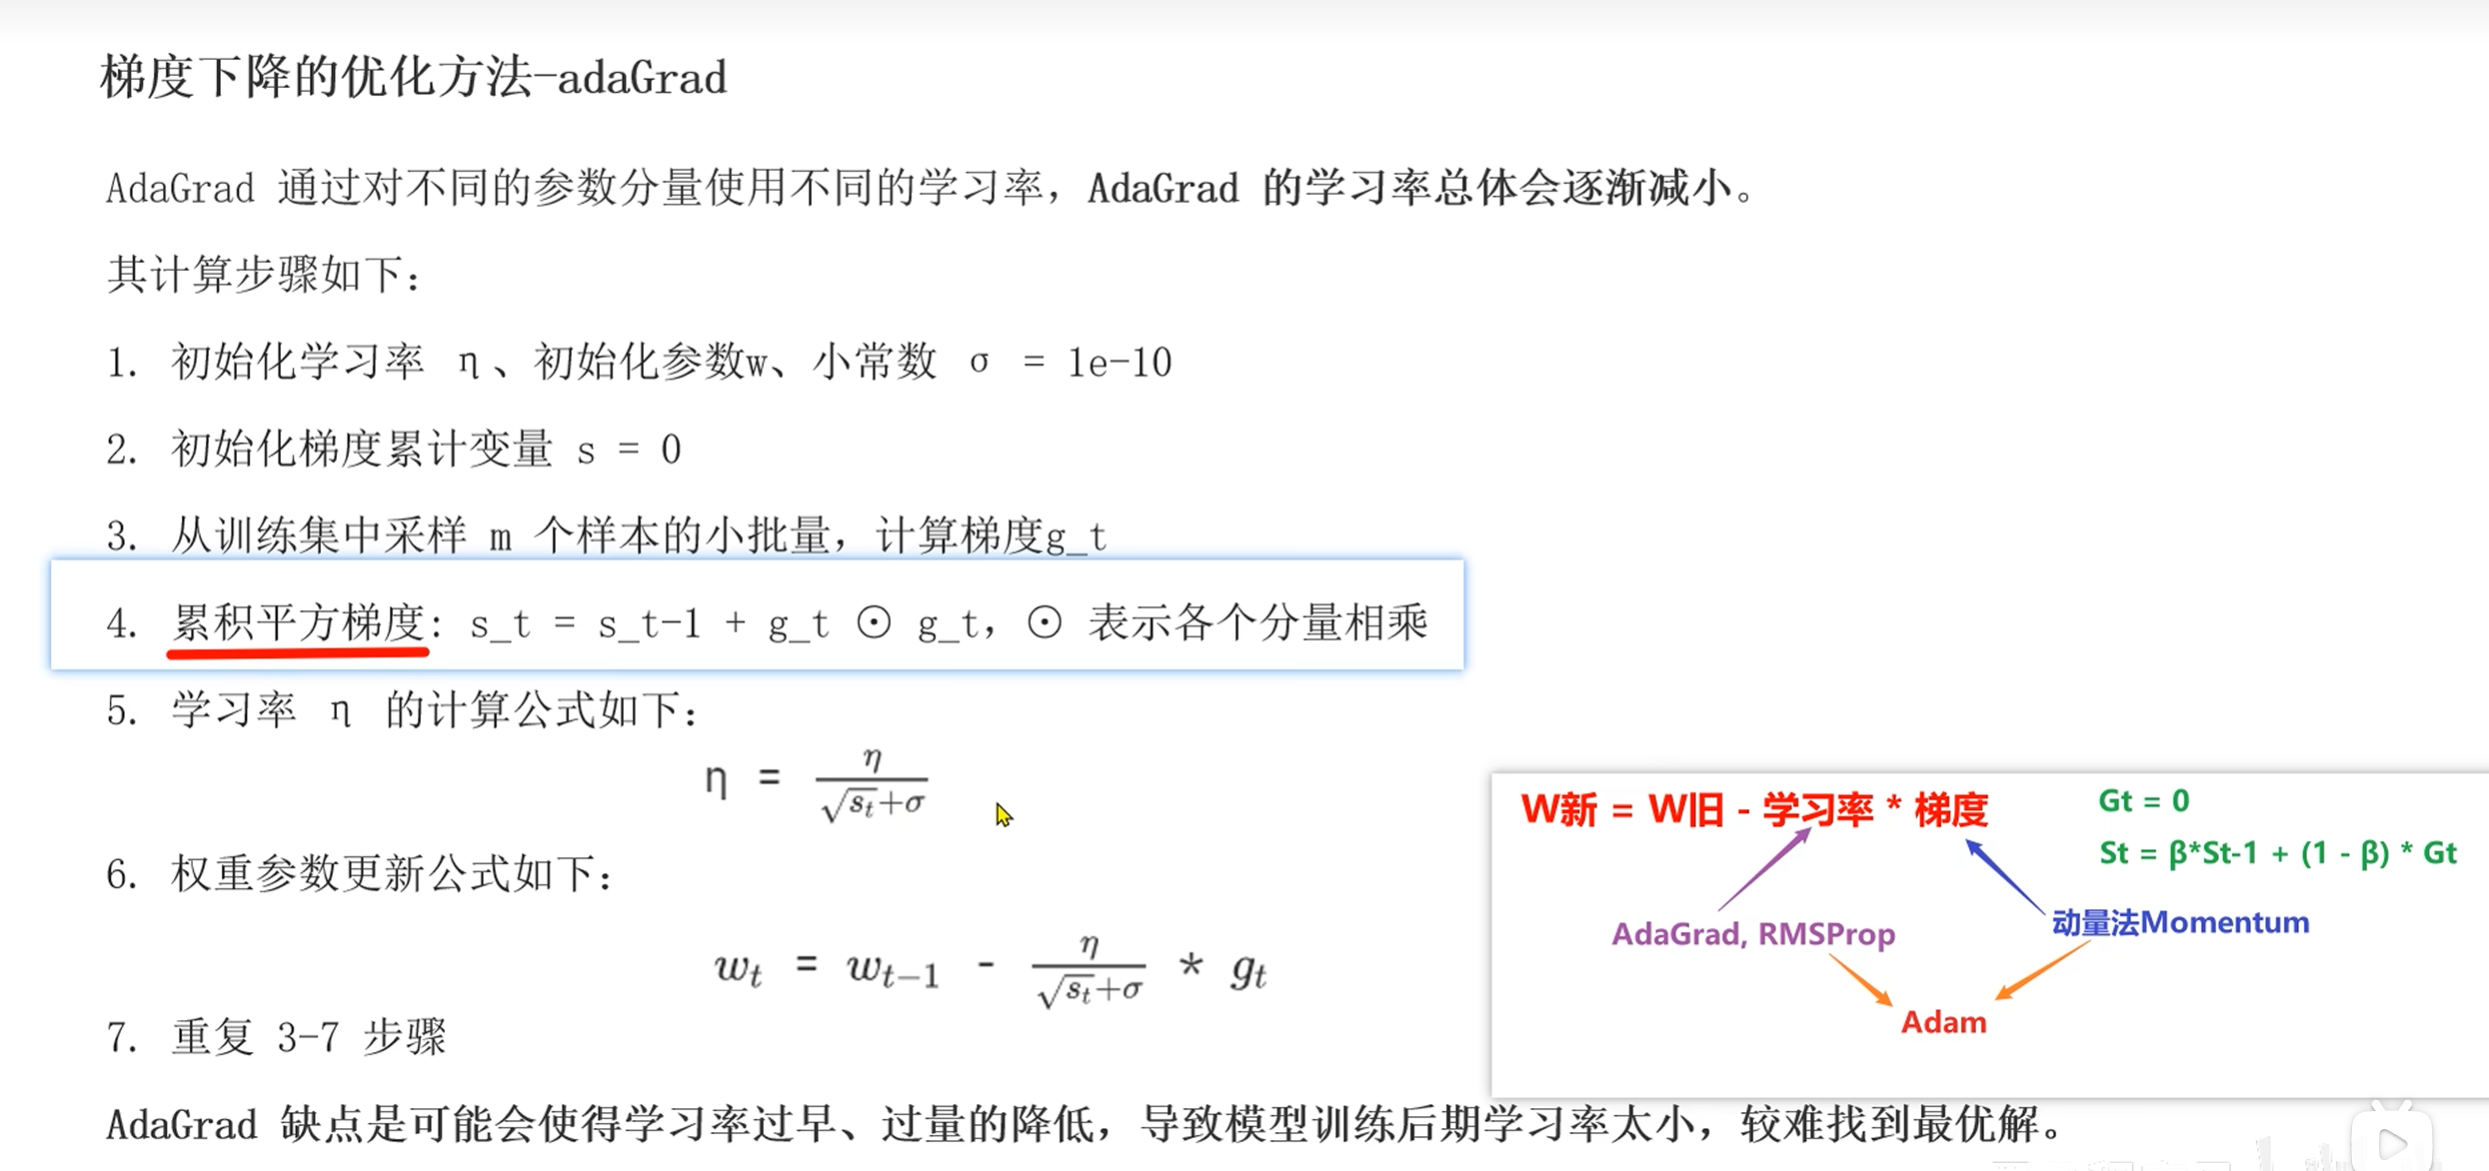 梯度下降的优化方法-adaGrad
AdaGrad 通过对不同的参数分量使用不同的学习率，AdaGrad 的学习率总体会逐渐减小。
其计算步骤如下：
1. 初始化学习率 η、初始化参数w、小常数 σ = 1e-10
2. 初始化梯度累计变量 s = 0
3. 从训练集中采样 m 个样本的小批量，计算梯度g_t
4. 累积平方梯度: s_t = s_t-1 + g_t ⊙ g_t，⊙ 表示各个分量相乘
5. 学习率 η 的计算公式如下：
η = η / √s_t+σ
6. 权重参数更新公式如下：
w_t = w_{t-1} - η / √s_t+σ * g_t
7. 重复 3-7 步骤
AdaGrad 缺点是可能会使得学习率过早、过量的降低，导致模型训练后期学习率太小，较难找到最优解。
W新 = W旧 - 学习率 * 梯度
Gt = 0
St = β*St-1 + (1 - β) * Gt
AdaGrad, RMSProp
动量法Momentum
Adam